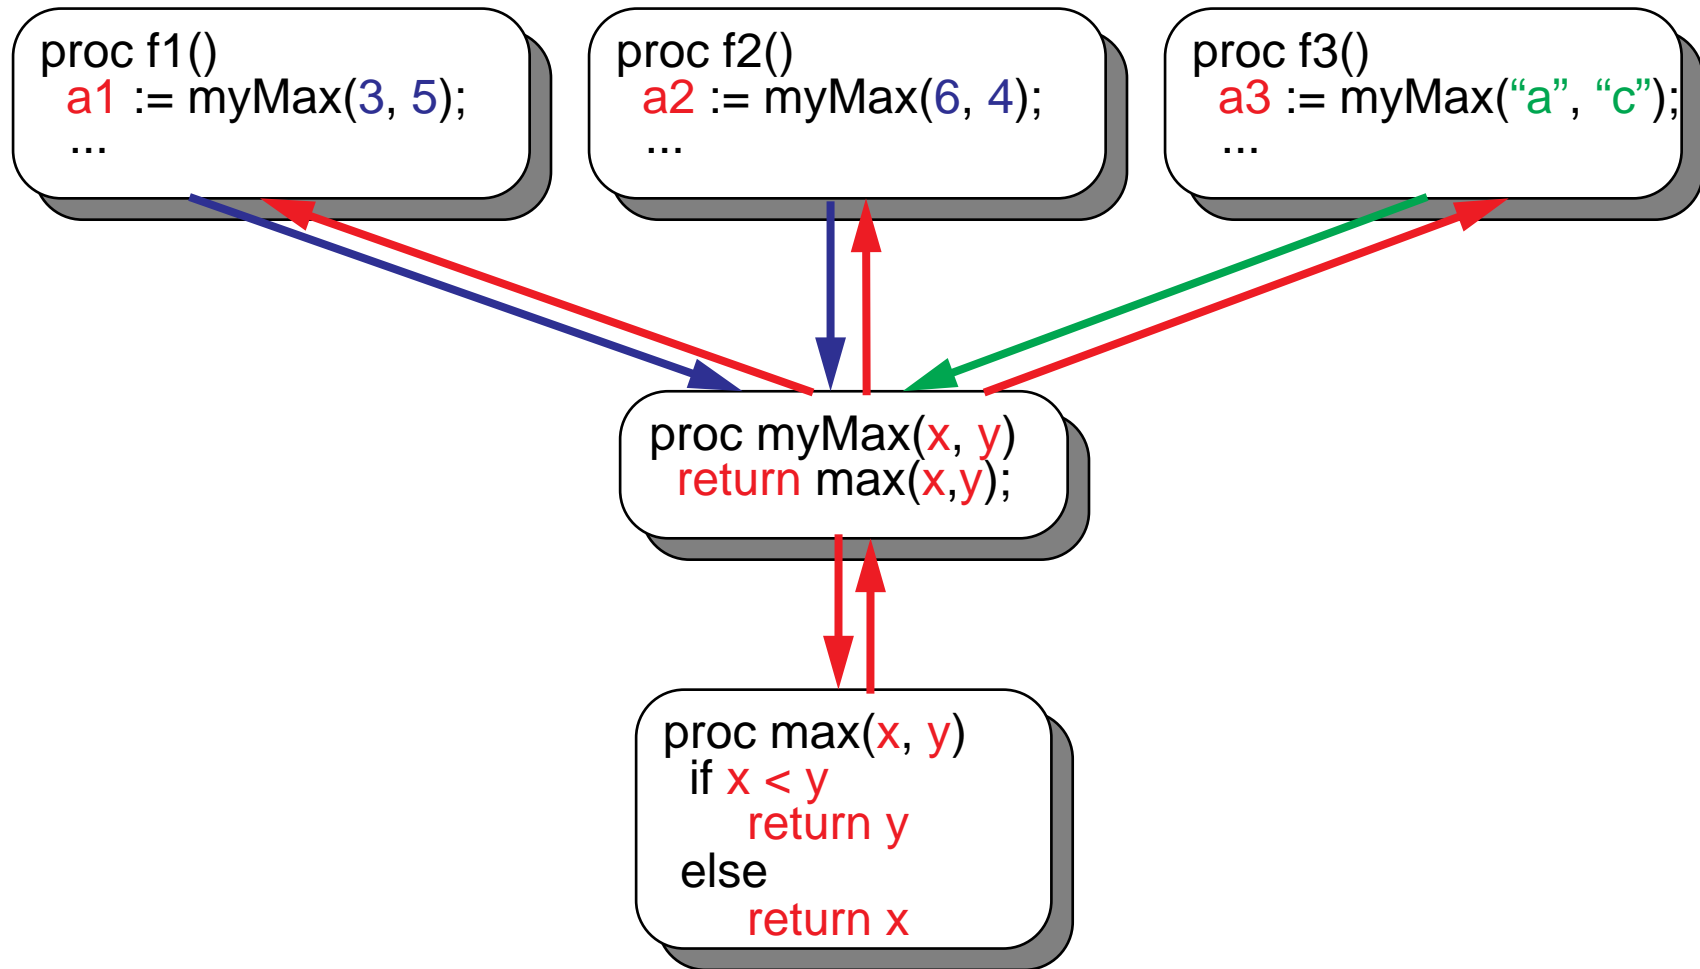 proc f1()
a1 := myMax(3, 5);
...
proc f2()
a2 := myMax(6, 4);
...
proc f3()
a3 := myMax(“a”, “c”);
...
proc myMax(x, y)
return max(x,y);
proc max(x, y)
if x < y
return y
else
return x